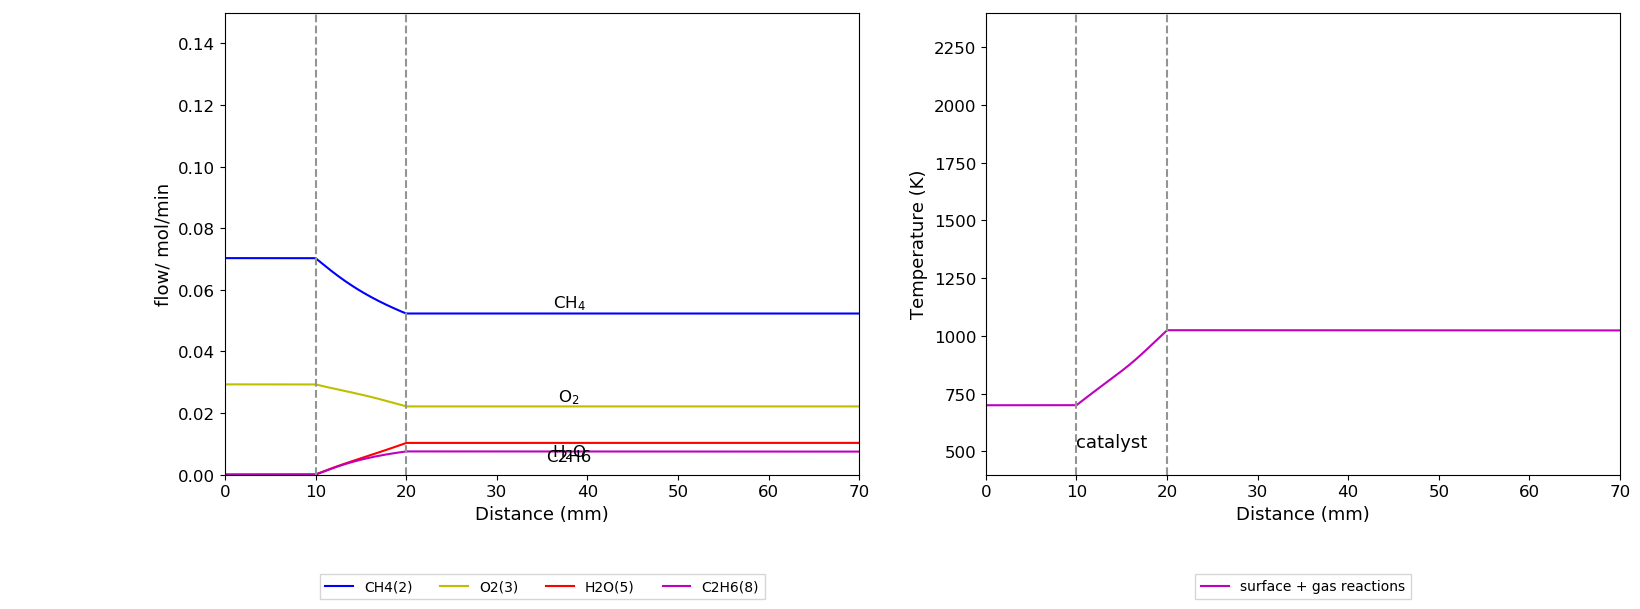 0.14
0.12
0.10
0.08
0.06
0.04
0.02
0.00
flow/ mol/min
CH₄
O₂
H₂O
C2H6
0 10 20 30 40 50 60 70
Distance (mm)
CH4(2) O2(3) H2O(5) C2H6(8)
2250
2000
1750
1500
1250
1000
750
500
Temperature (K)
catalyst
0 10 20 30 40 50 60 70
Distance (mm)
surface + gas reactions